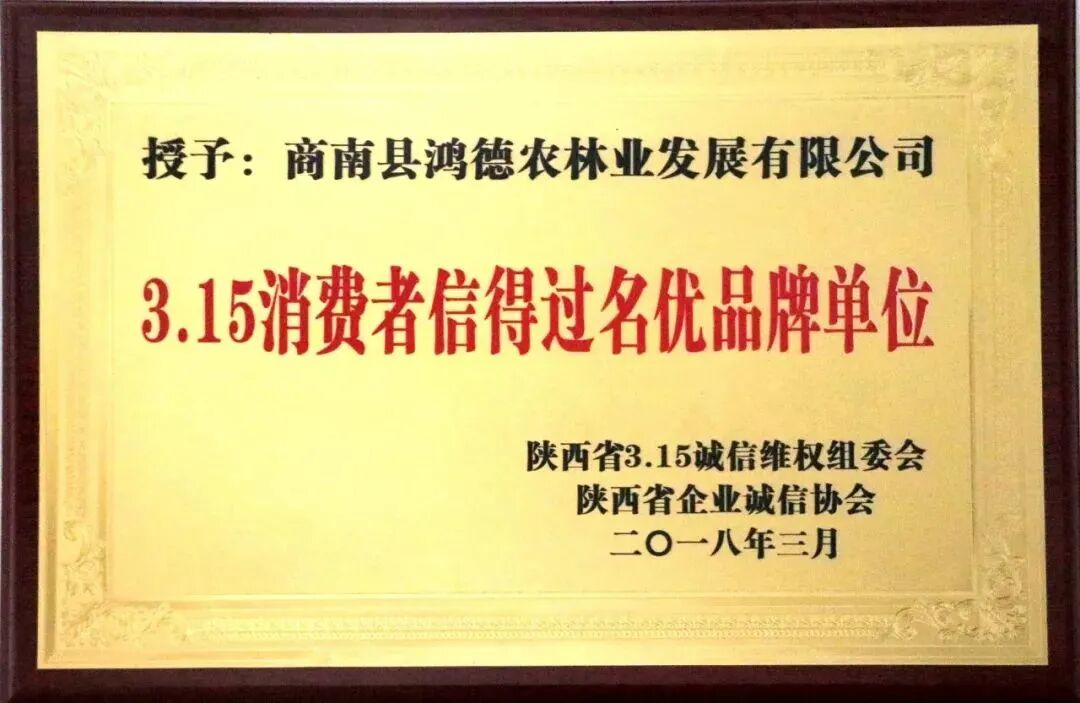 授予：商南县鸿德农林业发展有限公司
3.15消费者信得过名优品牌单位
陕西省3.15诚信维权组委会
陕西省企业诚信协会
二〇一八年三月